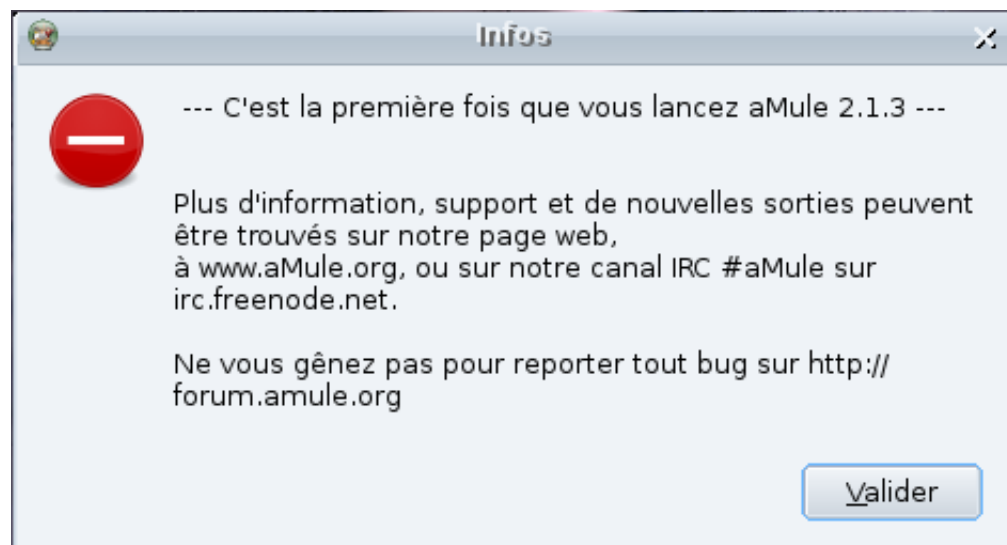 Infos
--- C'est la première fois que vous lancez aMule 2.1.3 ---
Plus d'information, support et de nouvelles sorties peuvent
être trouvés sur notre page web,
à www.aMule.org, ou sur notre canal IRC #aMule sur
irc.freenode.net.
Ne vous gênez pas pour reporter tout bug sur http://
forum.amule.org
Valider